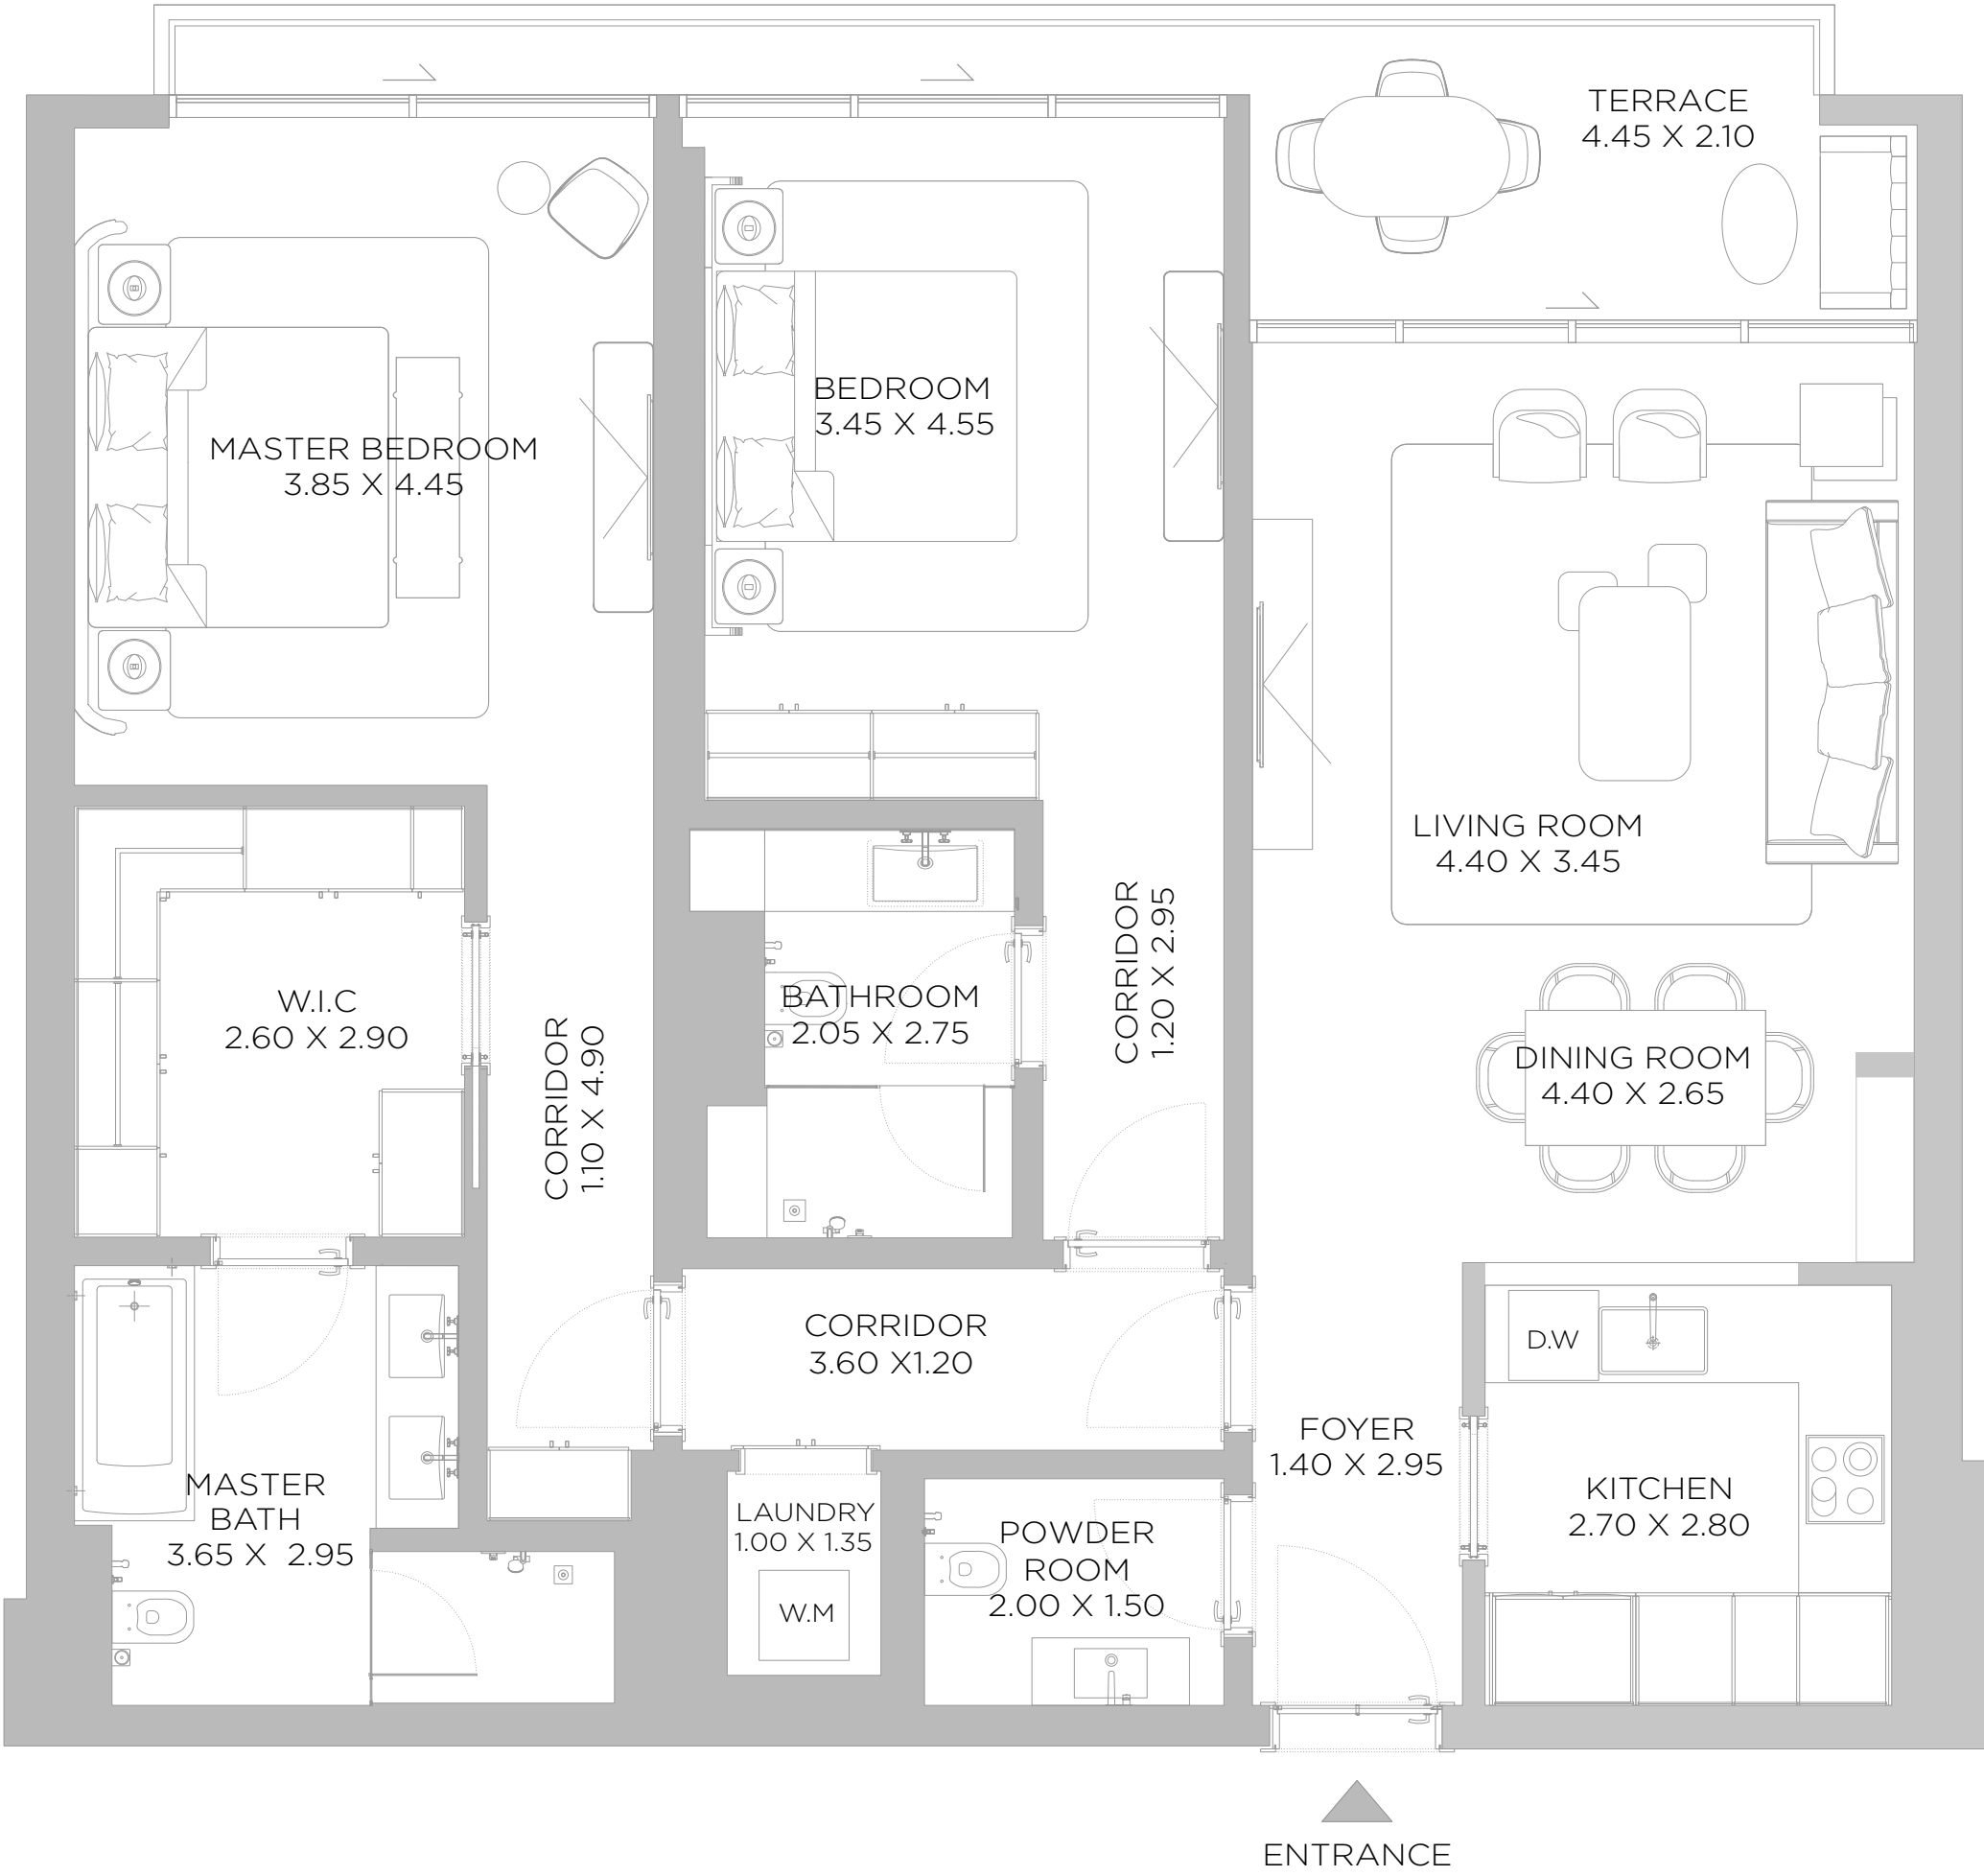 TERRACE
4.45 X 2.10
BEDROOM
3.45 X 4.55
MASTER BEDROOM
3.85 X 4.45
LIVING ROOM
4.40 X 3.45
W.I.C
2.60 X 2.90
CORRIDOR
1.10 X 4.90
BATHROOM
2.05 X 2.75
CORRIDOR
1.20 X 2.95
DINING ROOM
4.40 X 2.65
CORRIDOR
3.60 X1.20
D.W
FOYER
1.40 X 2.95
MASTER
BATH
3.65 X 2.95
LAUNDRY
1.00 X 1.35
W.M
POWDER
ROOM
2.00 X 1.50
KITCHEN
2.70 X 2.80
ENTRANCE